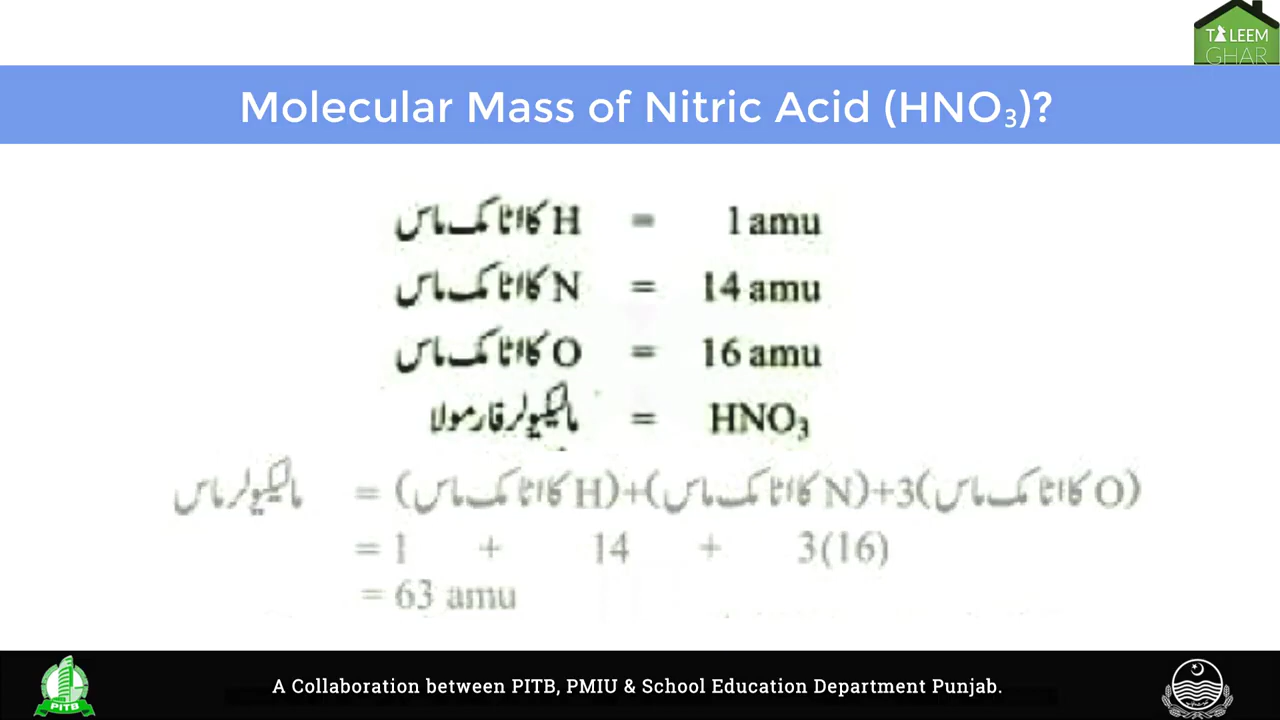 TALEEM
GHAR
Molecular Mass of Nitric Acid (HNO₃)?
H کا اٹامک ماس = 1 amu
N کا اٹامک ماس = 14 amu
O کا اٹامک ماس = 16 amu
مالیکیولر فارمولا = HNO₃
مالیکیولر ماس = (H کا اٹامک ماس)+(N کا اٹامک ماس)+3(O کا اٹامک ماس)
= 1 + 14 + 3(16)
= 63 amu
PITB
A Collaboration between PITB, PMIU & School Education Department Punjab.